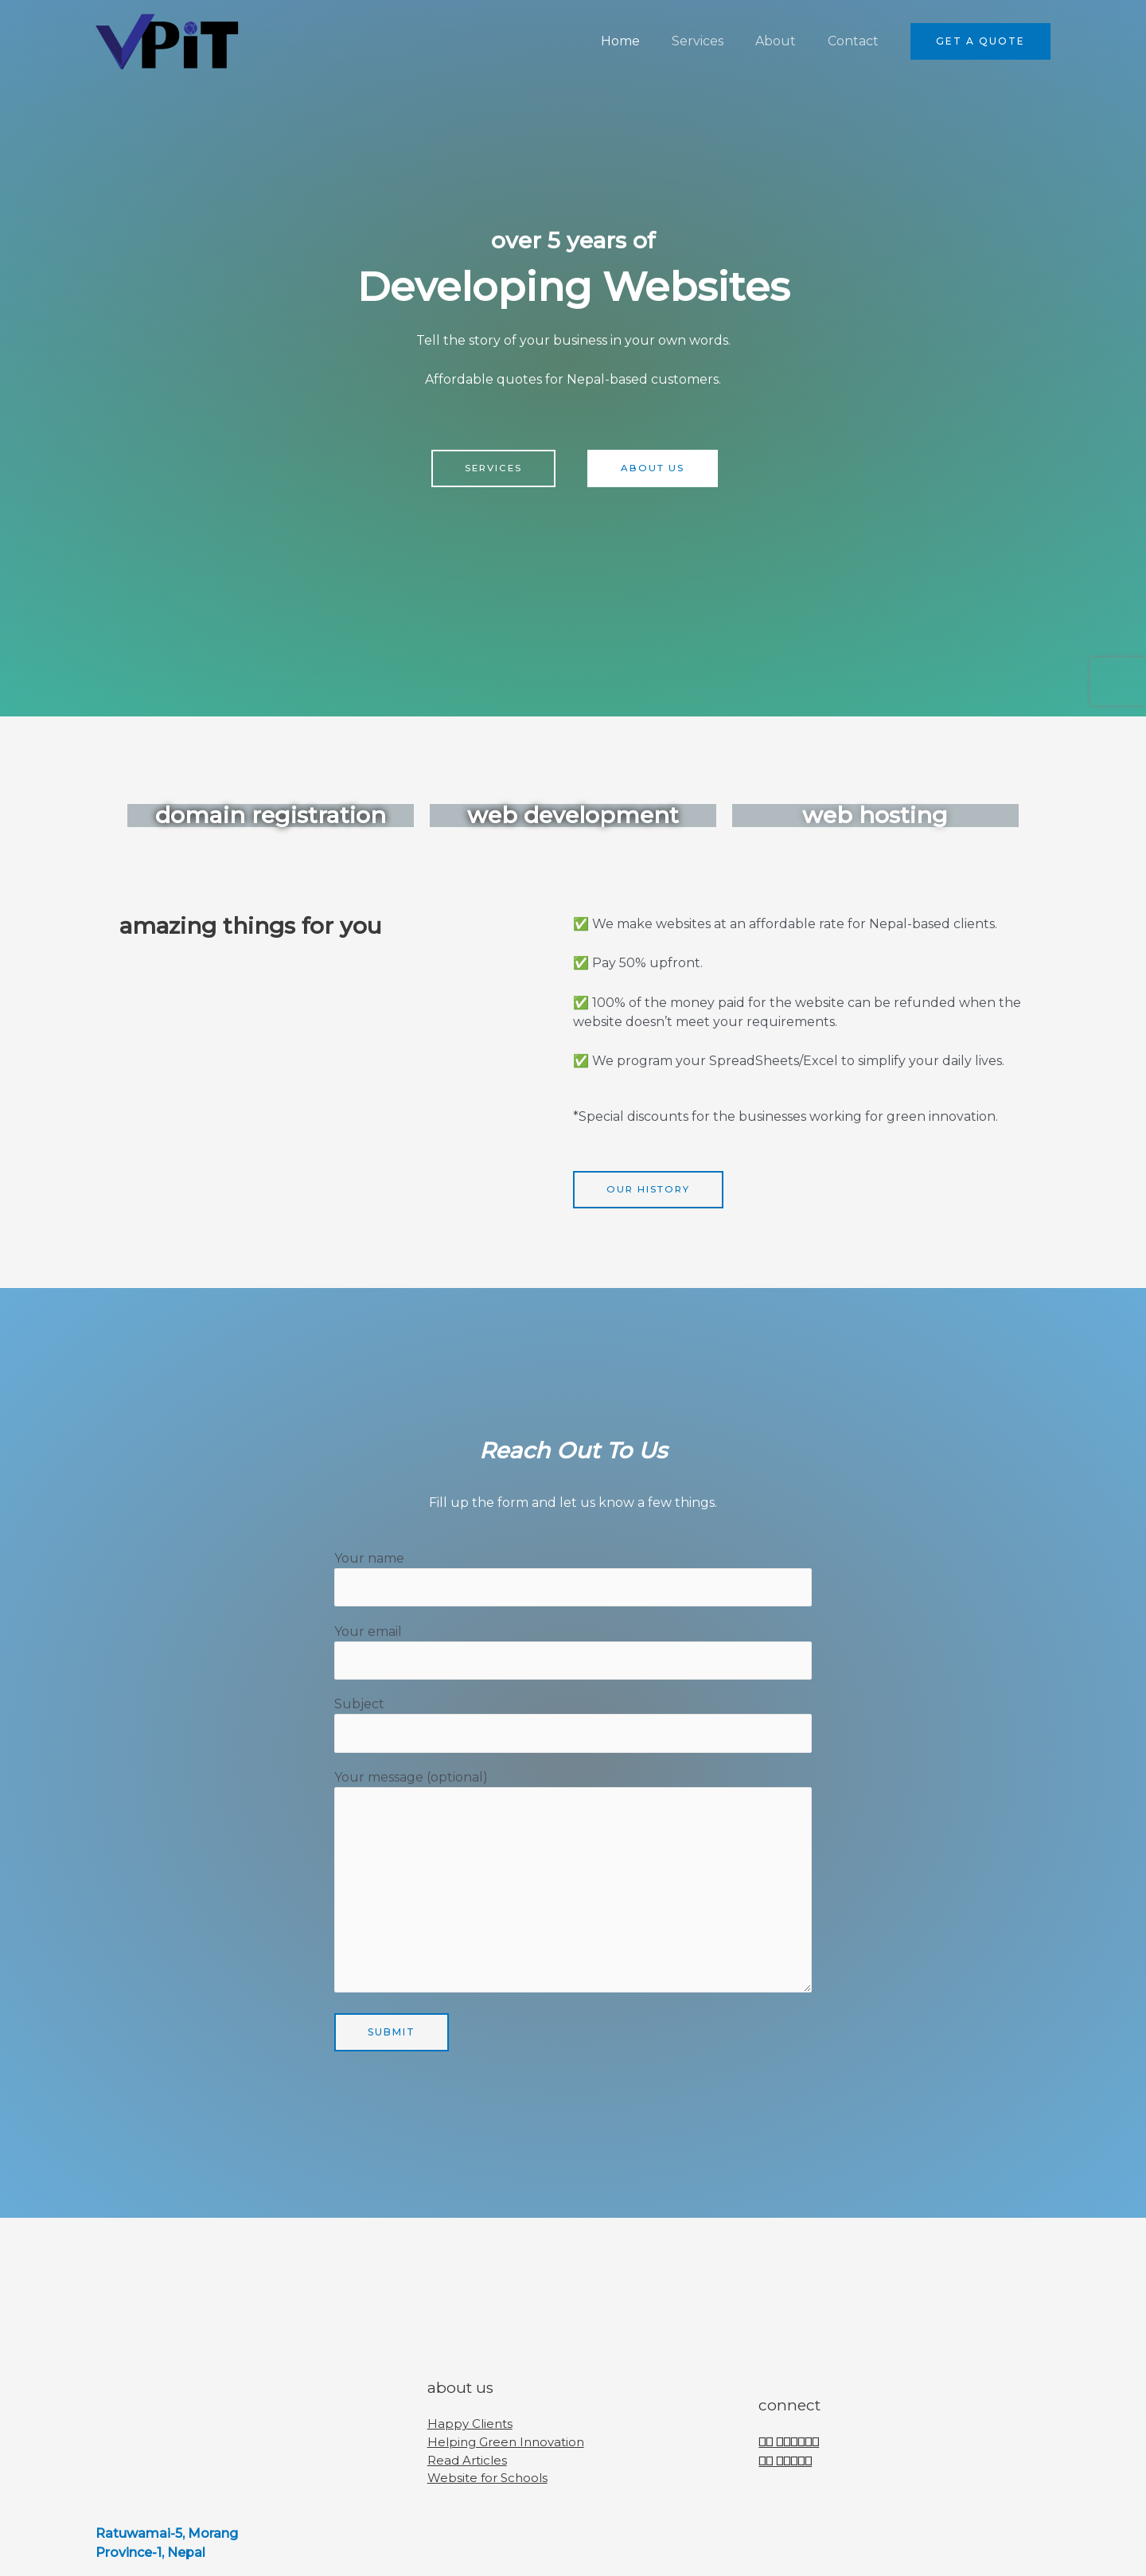 VPiT
Home Services About Contact GET A QUOTE
over 5 years of
Developing Websites
Tell the story of your business in your own words.
Affordable quotes for Nepal-based customers.
SERVICES ABOUT US
domain registration web development web hosting
amazing things for you
✅ We make websites at an affordable rate for Nepal-based clients.
✅ Pay 50% upfront.
✅ 100% of the money paid for the website can be refunded when the
website doesn’t meet your requirements.
✅ We program your SpreadSheets/Excel to simplify your daily lives.
*Special discounts for the businesses working for green innovation.
OUR HISTORY
Reach Out To Us
Fill up the form and let us know a few things.
Your name
Your email
Subject
Your message (optional)
SUBMIT
about us
Happy Clients
Helping Green Innovation
Read Articles
Website for Schools
connect
Ratuwamai-5, Morang
Province-1, Nepal